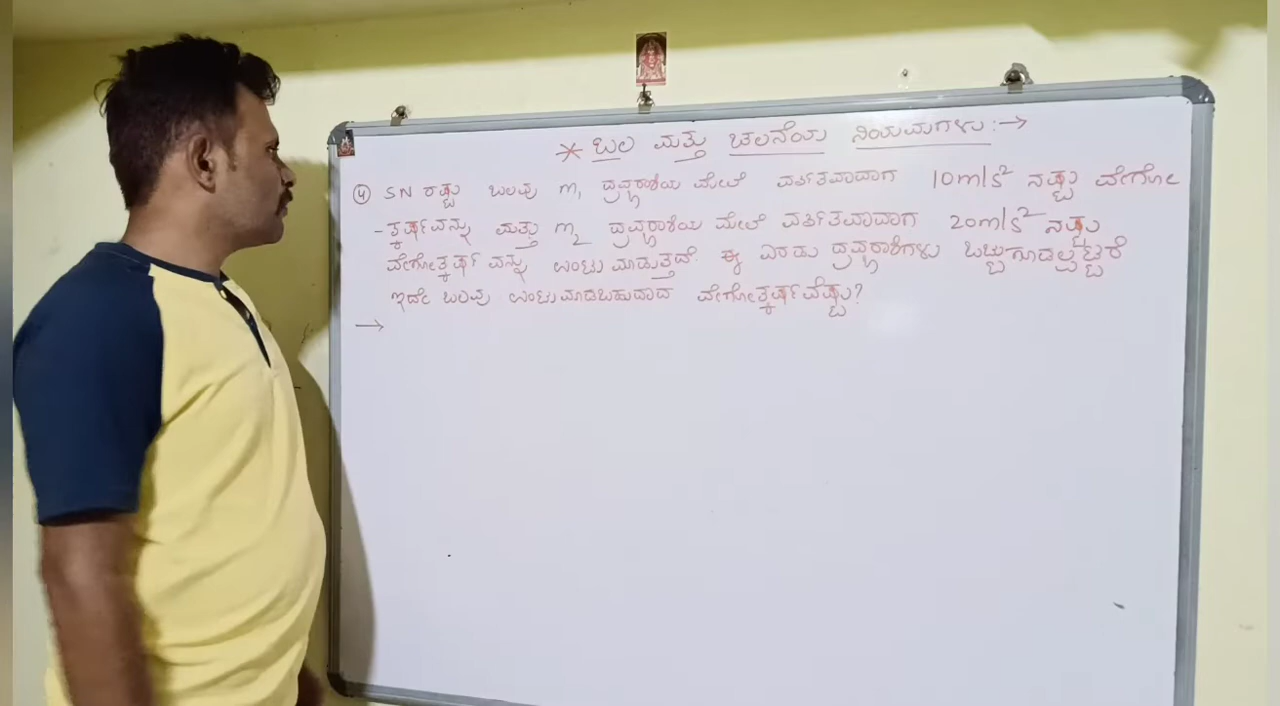 * ಬಲ ಮತ್ತು ಚಲನೆಯ ನಿಯಮಗಳು :→
④ 5N ರಷ್ಟು ಬಲವು m₁ ದ್ರವ್ಯರಾಶಿಯ ಮೇಲೆ ವರ್ತಿತವಾದಾಗ 10m/s² ನಷ್ಟು ವೇಗೋ
-ತ್ಕರ್ಷವನ್ನು ಮತ್ತು m₂ ದ್ರವ್ಯರಾಶಿಯ ಮೇಲೆ ವರ್ತಿತವಾದಾಗ 20m/s² ನಷ್ಟು
ವೇಗೋತ್ಕರ್ಷವನ್ನು ಉಂಟುಮಾಡುತ್ತದೆ. ಈ ಎರಡು ದ್ರವ್ಯರಾಶಿಗಳು ಒಟ್ಟುಗೂಡಲ್ಪಟ್ಟರೆ
ಇದೇ ಬಲವು ಉಂಟುಮಾಡಬಹುದಾದ ವೇಗೋತ್ಕರ್ಷವೆಷ್ಟು?
→